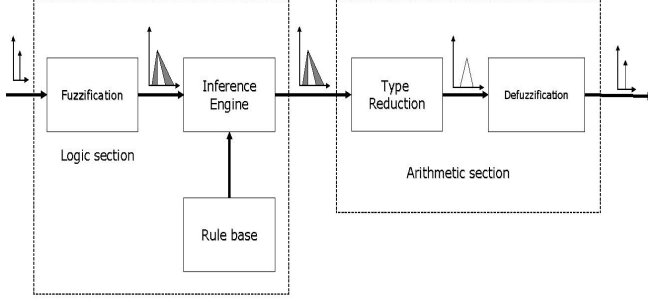 Fuzzification
Inference
Engine
Type
Reduction
Defuzzification
Logic section
Arithmetic section
Rule base